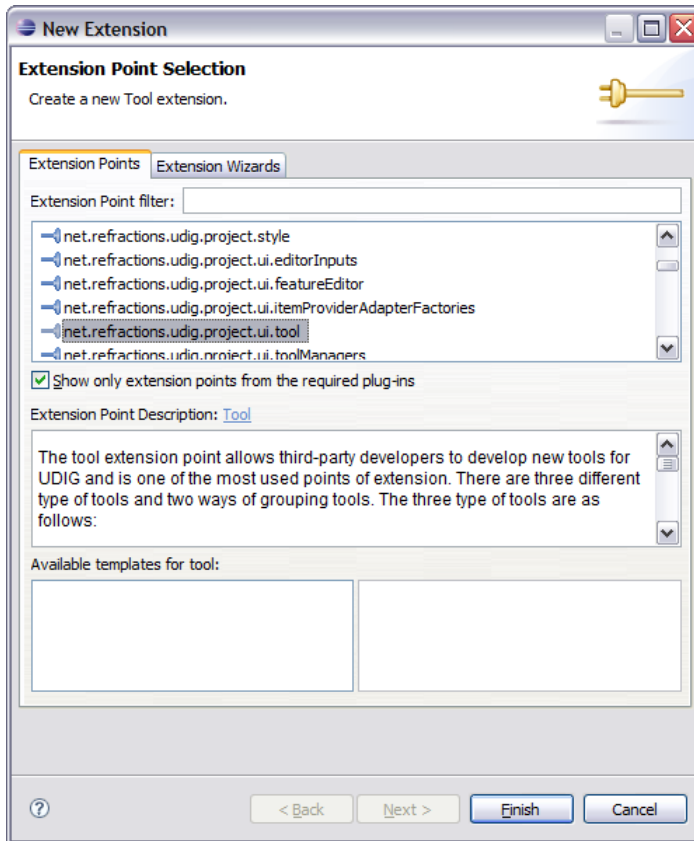 New Extension
Extension Point Selection
Create a new Tool extension.
Extension Points Extension Wizards
Extension Point filter:
net.refractions.udig.project.style
net.refractions.udig.project.ui.editorInputs
net.refractions.udig.project.ui.featureEditor
net.refractions.udig.project.ui.itemProviderAdapterFactories
net.refractions.udig.project.ui.tool
net.refractions.udig.project.ui.toolManagers
Show only extension points from the required plug-ins
Extension Point Description: Tool
The tool extension point allows third-party developers to develop new tools for
UDIG and is one of the most used points of extension. There are three different
type of tools and two ways of grouping tools. The three type of tools are as
follows:
Available templates for tool:
? < Back Next > Finish Cancel